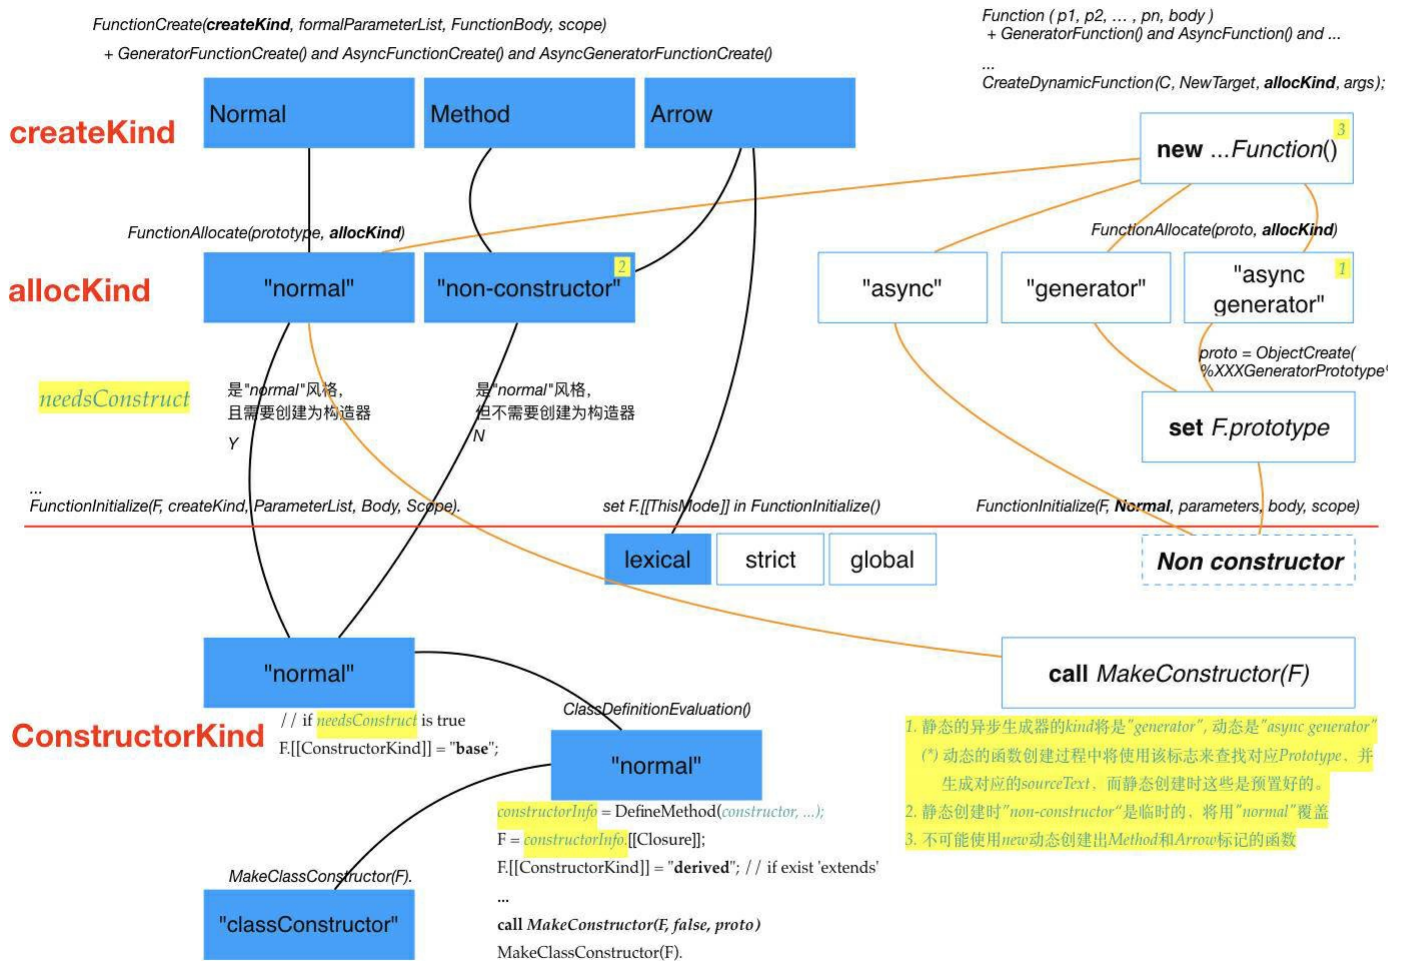 FunctionCreate(createKind, formalParameterList, FunctionBody, scope)
+ GeneratorFunctionCreate() and AsyncFunctionCreate() and AsyncGeneratorFunctionCreate()
Function ( p1, p2, … , pn, body )
+ GeneratorFunction() and AsyncFunction() and ...
...
CreateDynamicFunction(C, NewTarget, allocKind, args);
createKind
Normal
Method
Arrow
new ...Function()
3
FunctionAllocate(prototype, allocKind)
FunctionAllocate(proto, allocKind)
allocKind
"normal"
"non-constructor"
2
"async"
"generator"
"async
generator"
1
proto = ObjectCreate(
%XXXGeneratorPrototype%
needsConstruct
是"normal"风格,
且需要创建为构造器
Y
是"normal"风格,
但不需要创建为构造器
N
set F.prototype
...
FunctionInitialize(F, createKind, ParameterList, Body, Scope).
set F.[[ThisMode]] in FunctionInitialize()
FunctionInitialize(F, Normal, parameters, body, scope)
lexical
strict
global
Non constructor
"normal"
call MakeConstructor(F)
ConstructorKind
// if needsConstruct is true
F.[[ConstructorKind]] = "base";
ClassDefinitionEvaluation()
"normal"
constructorInfo = DefineMethod(constructor, ...);
F = constructorInfo.[[Closure]];
F.[[ConstructorKind]] = "derived"; // if exist 'extends'
...
call MakeConstructor(F, false, proto)
MakeClassConstructor(F).
MakeClassConstructor(F).
"classConstructor"
1. 静态的异步生成器的kind将是"generator", 动态是"async generator"
(*) 动态的函数创建过程中将使用该标志来查找对应Prototype、并
生成对应的sourceText、而静态创建时这些是预置好的。
2. 静态创建时"non-constructor"是临时的、将用"normal"覆盖
3. 不可能使用new动态创建出Method和Arrow标记的函数